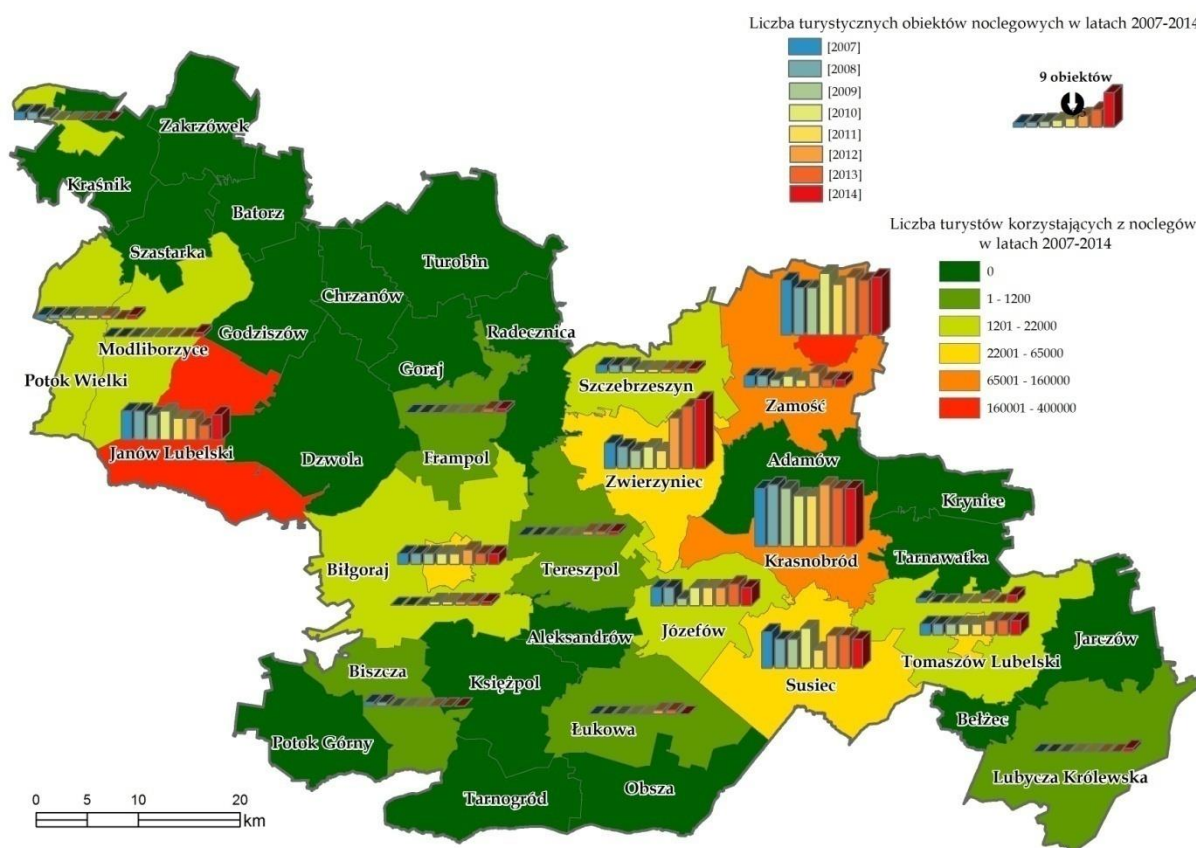 Liczba turystycznych obiektów noclegowych w latach 2007-2014
[2007]
[2008]
[2009]
[2010]
[2011]
[2012]
[2013]
[2014]
9 obiektów
Liczba turystów korzystających z noclegów
w latach 2007-2014
0
1 - 1200
1201 - 22000
22001 - 65000
65001 - 160000
160001 - 400000
Zakrzówek
Kraśnik
Batorz
Szastarka
Turobin
Chrzanów
Radecznica
Godziszów
Modliborzyce
Goraj
Szczebrzeszyn
Potok Wielki
Zamość
Janów Lubelski
Dzwola
Frampol
Adamów
Zwierzyniec
Krynice
Krasnobród
Tarnawatka
Biłgoraj
Tereszpol
Aleksandrów
Józefów
Jarczów
Tomaszów Lubelski
Biszcza
Księżpol
Susiec
Bełżec
Łukowa
Potok Górny
Lubycza Królewska
Obsza
Tarnogród
0 5 10 20
km